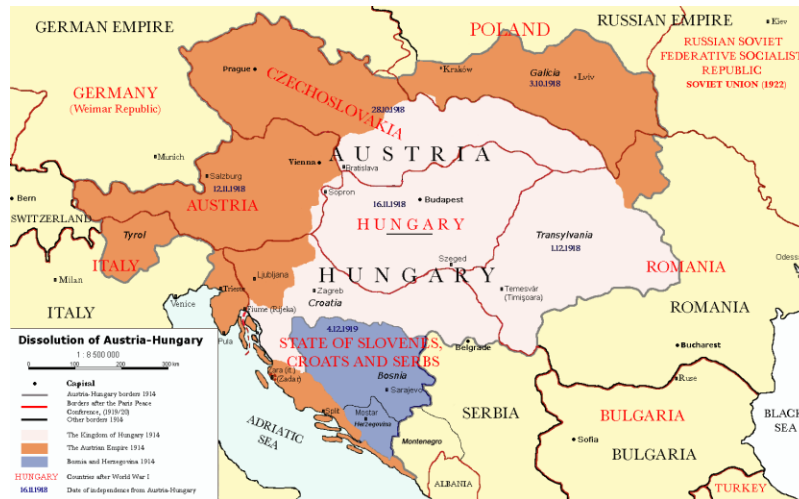 GERMAN EMPIRE
POLAND
RUSSIAN EMPIRE
Kiev
RUSSIAN SOVIET
FEDERATIVE SOCIALIST
REPUBLIC
SOVIET UNION (1922)
Prague
Kraków
Galicia
Lviv
3.10.1918
GERMANY
(Weimar Republic)
CZECHOSLOVAKIA
28.10.1918
Munich
Salzburg
Vienna
Bratislava
AUSTRIA
12.11.1918
AUSTRIA
Sopron
16.11.1918
Budapest
Bern
SWITZERLAND
Tyrol
HUNGARY
Transylvania
1.12.1918
ITALY
Milan
Ljubljana
Trieste
Venice
Fiume (Rijeka)
Zagreb
Croatia
HUNGARY
Szeged
Temesvár
(Timişoara)
ROMANIA
Odessa
ITALY
Pula
4.12.1919
STATE OF SLOVENES,
CROATS AND SERBS
Belgrade
ROMANIA
Bucharest
Ruse
Zara (it.)
(Zadar)
Bosnia
Sarajevo
Split
Mostar
Herzegovina
SERBIA
Montenegro
ADRIATIC
SEA
ALBANIA
BULGARIA
Sofia
BULGARIA
BLACK
SEA
TURKEY
Dissolution of Austria-Hungary
1 : 8 500 000
0 100 200 300 km
Capital
Austria-Hungary borders 1914
Borders after the Paris Peace
Conference, (1919/20)
Other borders 1914
The Kingdom of Hungary 1914
The Austrian Empire 1914
Bosnia and Herzegovina 1914
HUNGARY Countries after World War I
16.11.1918 Date of independence from Austria-Hungary